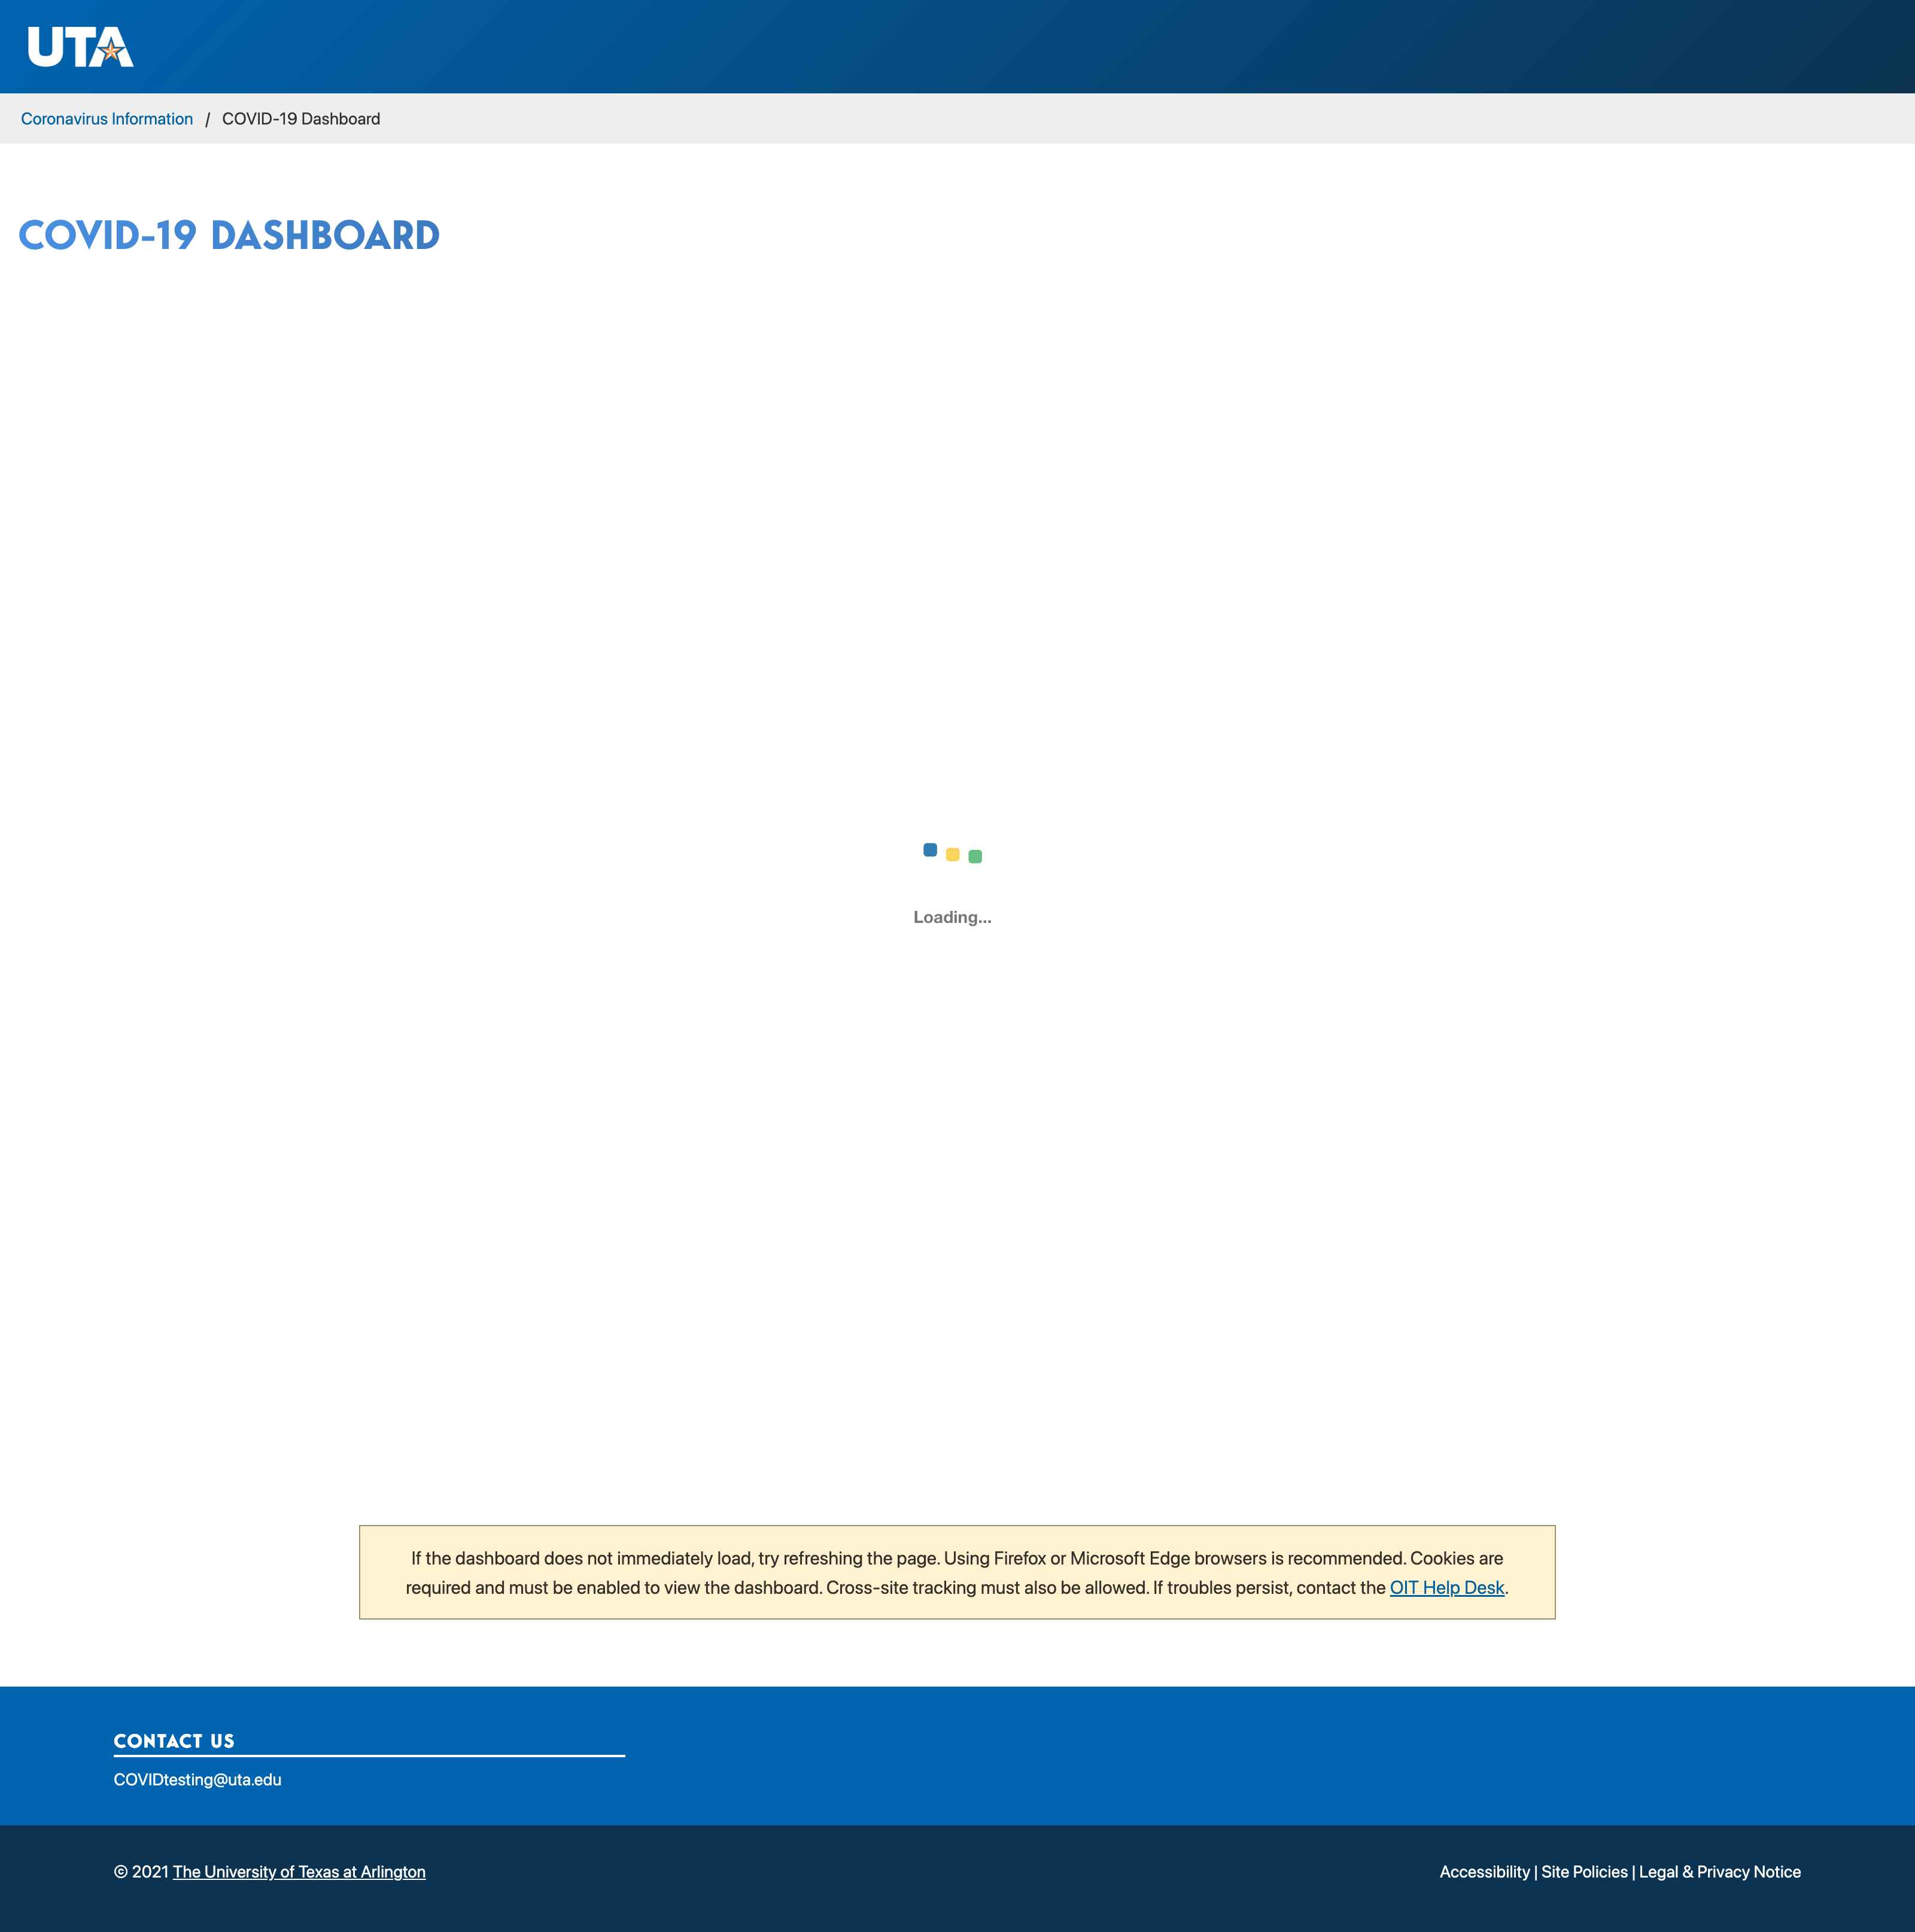 UTA
Coronavirus Information / COVID-19 Dashboard
COVID-19 DASHBOARD
Loading...
If the dashboard does not immediately load, try refreshing the page. Using Firefox or Microsoft Edge browsers is recommended. Cookies are
required and must be enabled to view the dashboard. Cross-site tracking must also be allowed. If troubles persist, contact the OIT Help Desk.
CONTACT US
COVIDtesting@uta.edu
© 2021 The University of Texas at Arlington
Accessibility | Site Policies | Legal & Privacy Notice